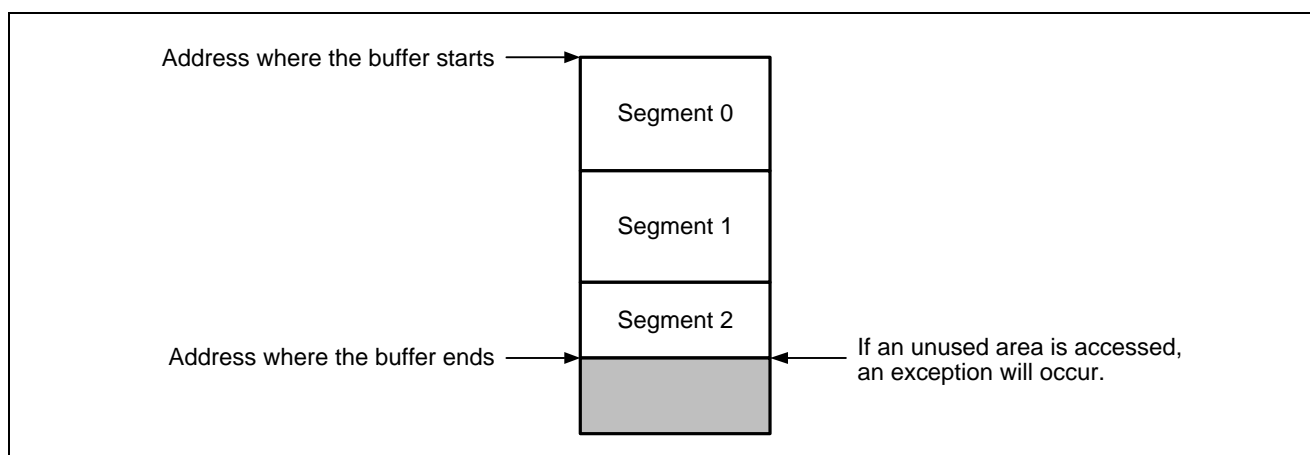 Address where the buffer starts
Segment 0
Segment 1
Segment 2
Address where the buffer ends
If an unused area is accessed,
an exception will occur.